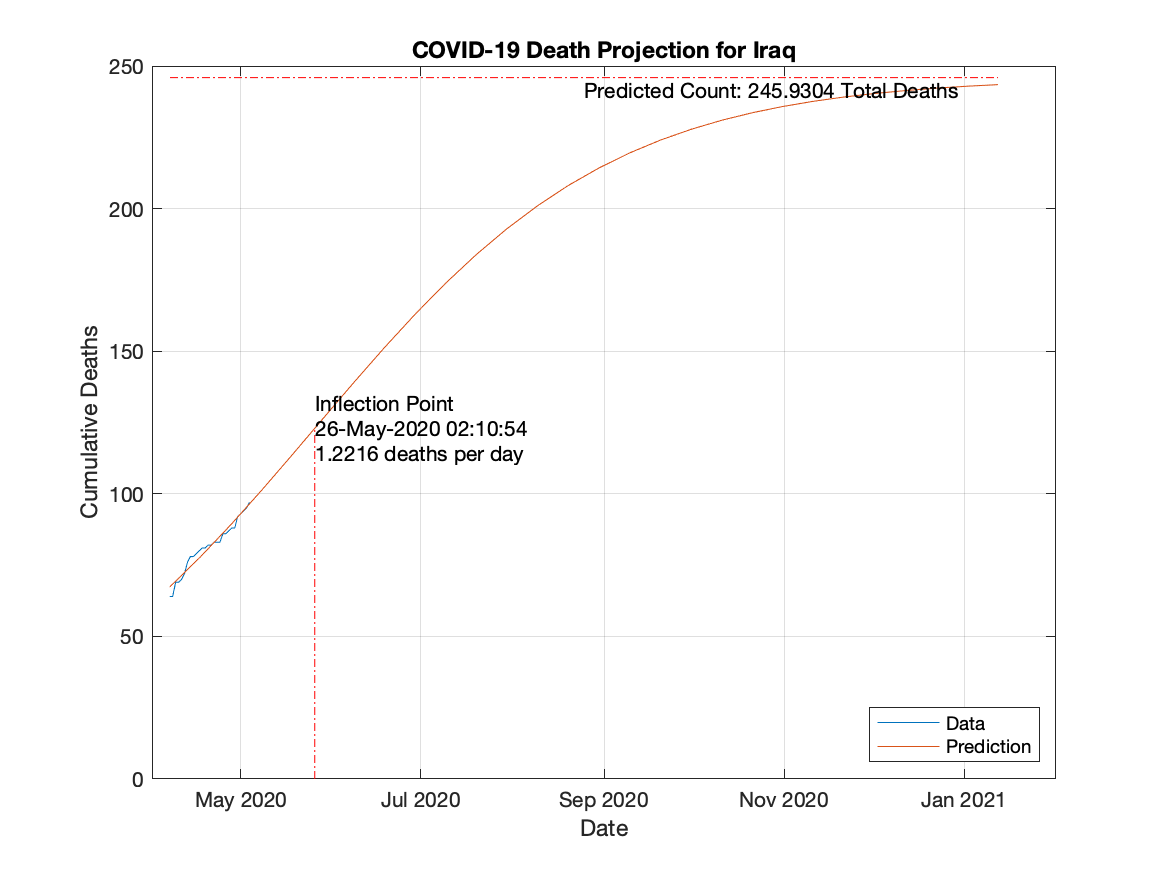 COVID-19 Death Projection for Iraq
250
Predicted Count: 245.9304 Total Deaths
200
150
Inflection Point
26-May-2020 02:10:54
1.2216 deaths per day
100
50
0
Cumulative Deaths
Data
Prediction
May 2020
Jul 2020
Sep 2020
Nov 2020
Jan 2021
Date